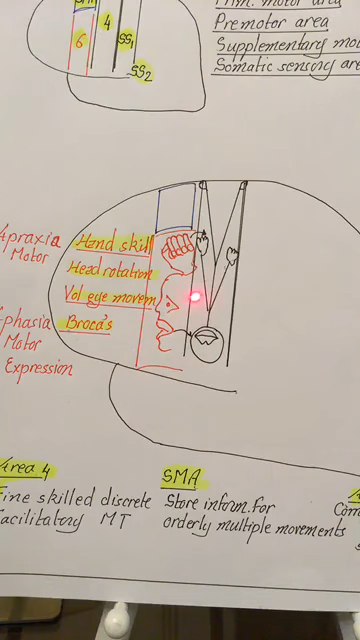 Prim. motor area
Premotor area
Supplementary mo
Somatic sensory are
SMA
6
4
SS1
SS2
Apraxia
Motor
Hand skill
Head rotation
Vol eye movem
Broca's
Aphasia
Motor
Expression
Area 4
Fine skilled discrete
Facilitatory MT
SMA
Store inform. for
orderly multiple movements